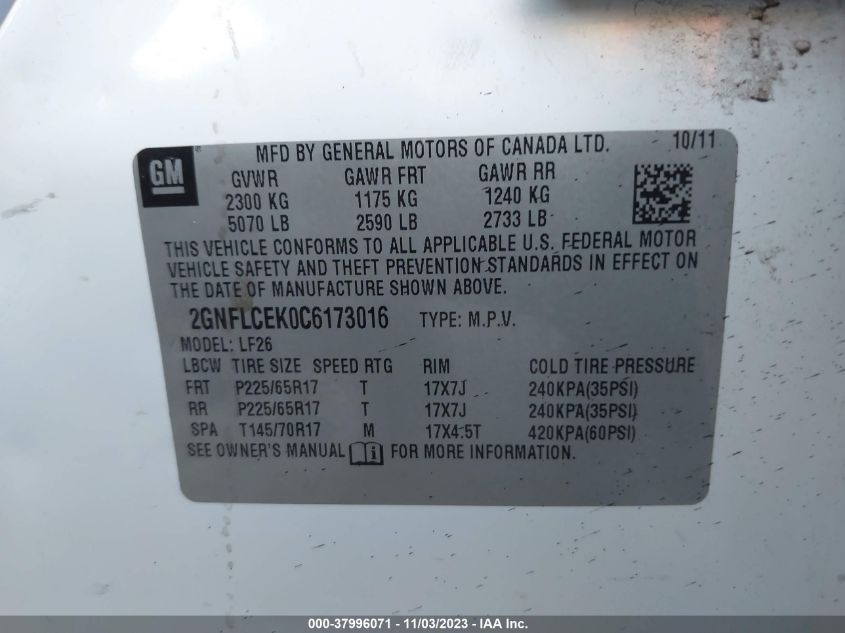 GM
MFD BY GENERAL MOTORS OF CANADA LTD. 10/11
GVWR GAWR FRT GAWR RR
2300 KG 1175 KG 1240 KG
5070 LB 2590 LB 2733 LB
THIS VEHICLE CONFORMS TO ALL APPLICABLE U.S. FEDERAL MOTOR
VEHICLE SAFETY AND THEFT PREVENTION STANDARDS IN EFFECT ON
THE DATE OF MANUFACTURE SHOWN ABOVE.
2GNFLCEK0C6173016 TYPE: M.P.V.
MODEL: LF26
LBCW TIRE SIZE SPEED RTG RIM COLD TIRE PRESSURE
FRT P225/65R17 T 17X7J 240KPA(35PSI)
RR P225/65R17 T 17X7J 240KPA(35PSI)
SPA T145/70R17 M 17X4.5T 420KPA(60PSI)
SEE OWNER'S MANUAL i FOR MORE INFORMATION.
000-37996071 - 11/03/2023 - IAA Inc.